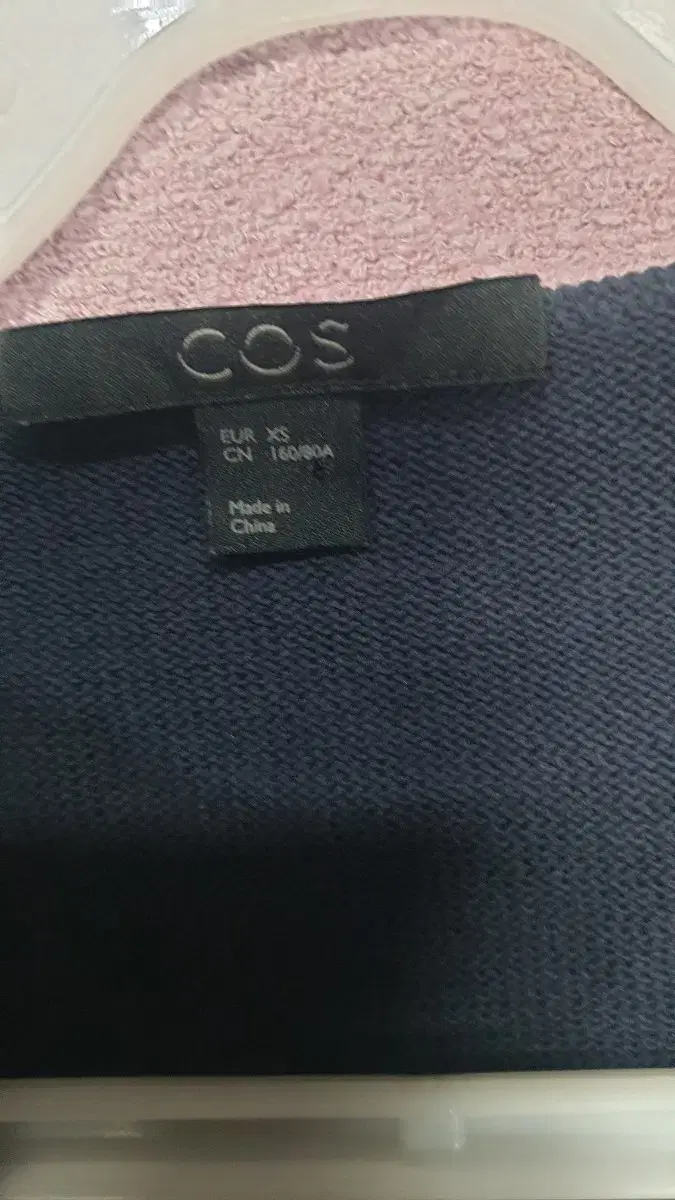 COS
EUR XS
CN 160/80A
Made in
China